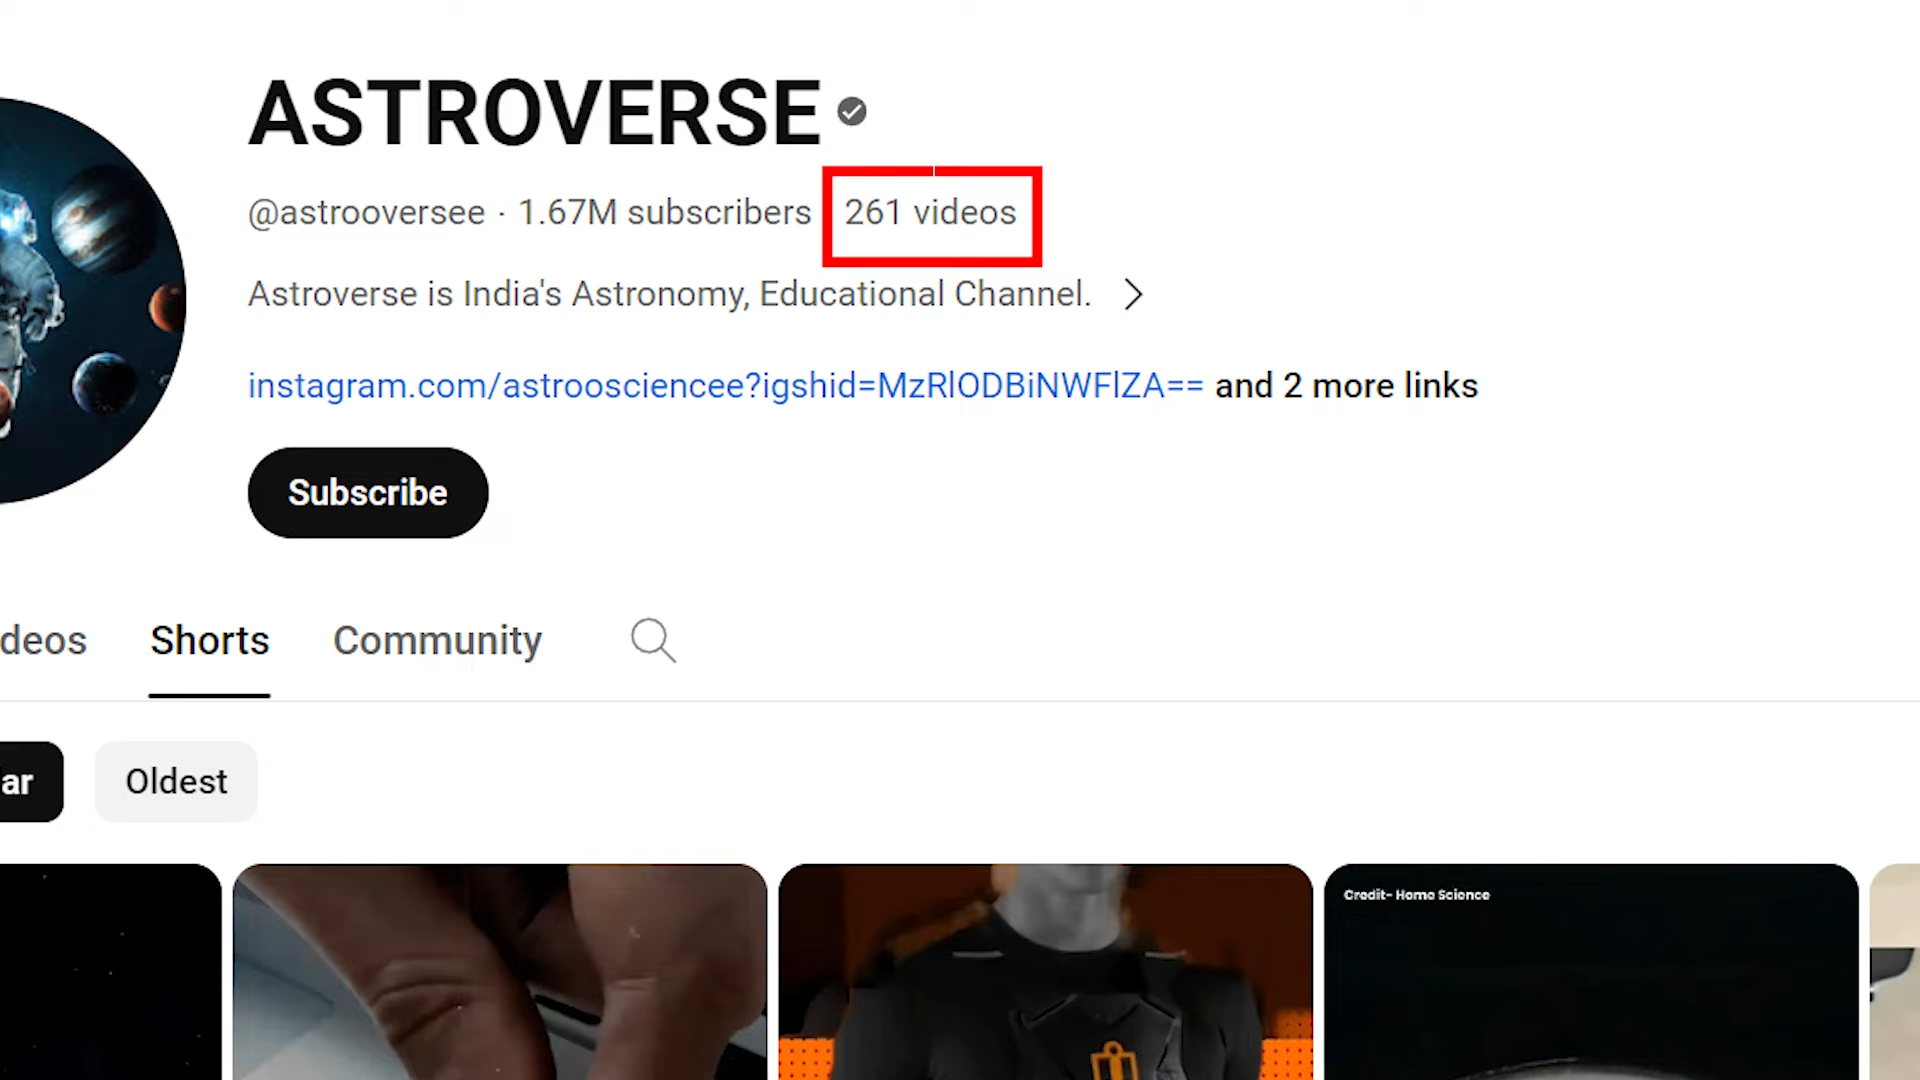 ASTROVERSE
@astrooversee · 1.67M subscribers 261 videos
Astroverse is India's Astronomy, Educational Channel.
instagram.com/astroosciencee?igshid=MzRlODBiNWFlZA== and 2 more links
Subscribe
deos Shorts Community
ar Oldest
Credit- Home Science